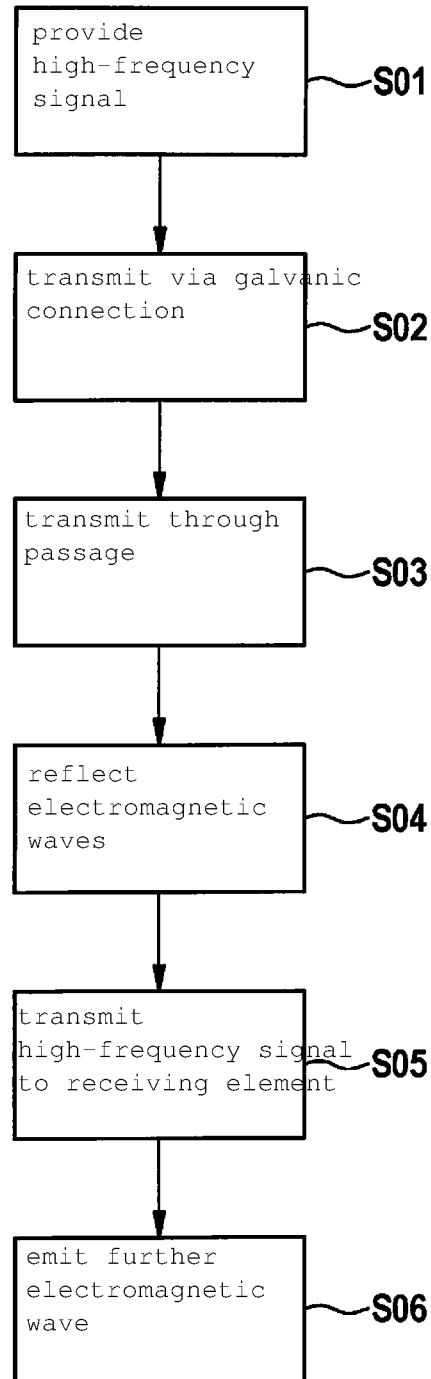 provide
high-frequency
signal
S01
transmit via galvanic
connection
S02
transmit through
passage
S03
reflect
electromagnetic
waves
S04
transmit
high-frequency signal
to receiving element
S05
emit further
electromagnetic
wave
S06